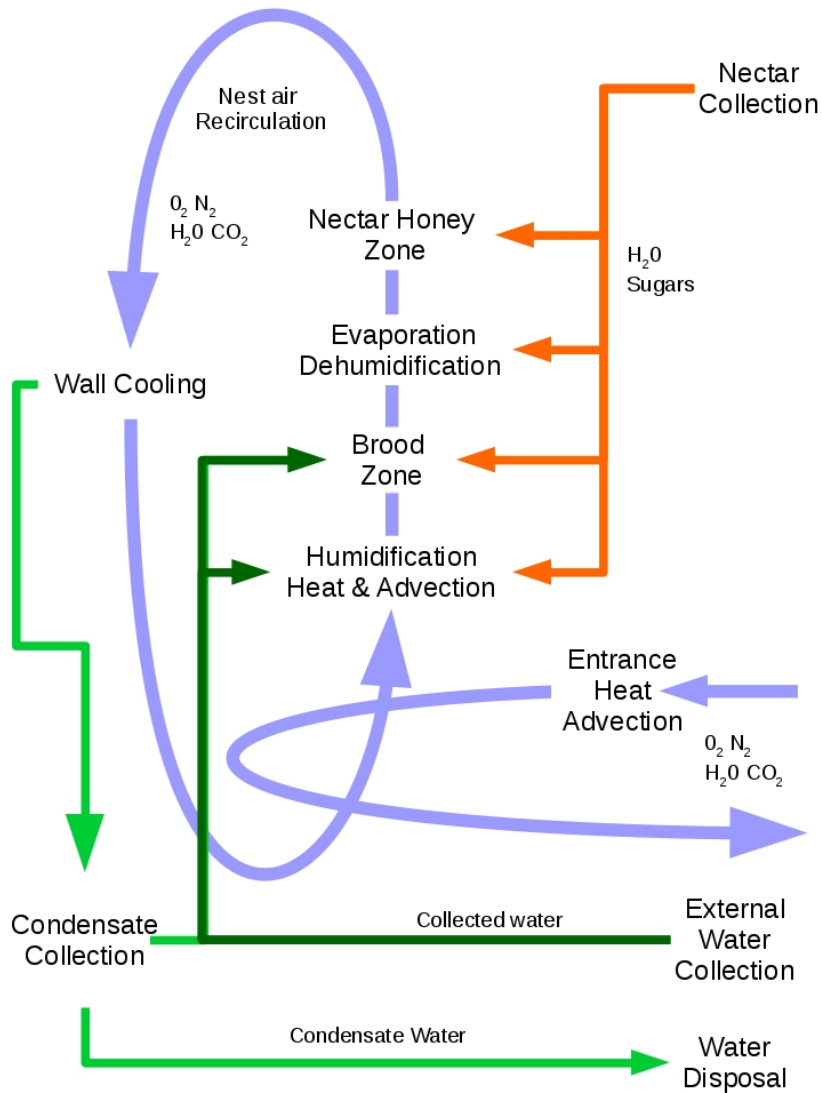 Nest air
Recirculation
Nectar
Collection
0₂ N₂
H₂0 CO₂
Nectar Honey
Zone
H₂0
Sugars
Evaporation
Dehumidification
Wall Cooling
Brood
Zone
Humidification
Heat & Advection
Entrance
Heat
Advection
0₂ N₂
H₂0 CO₂
Condensate
Collection
Collected water
External
Water
Collection
Condensate Water
Water
Disposal